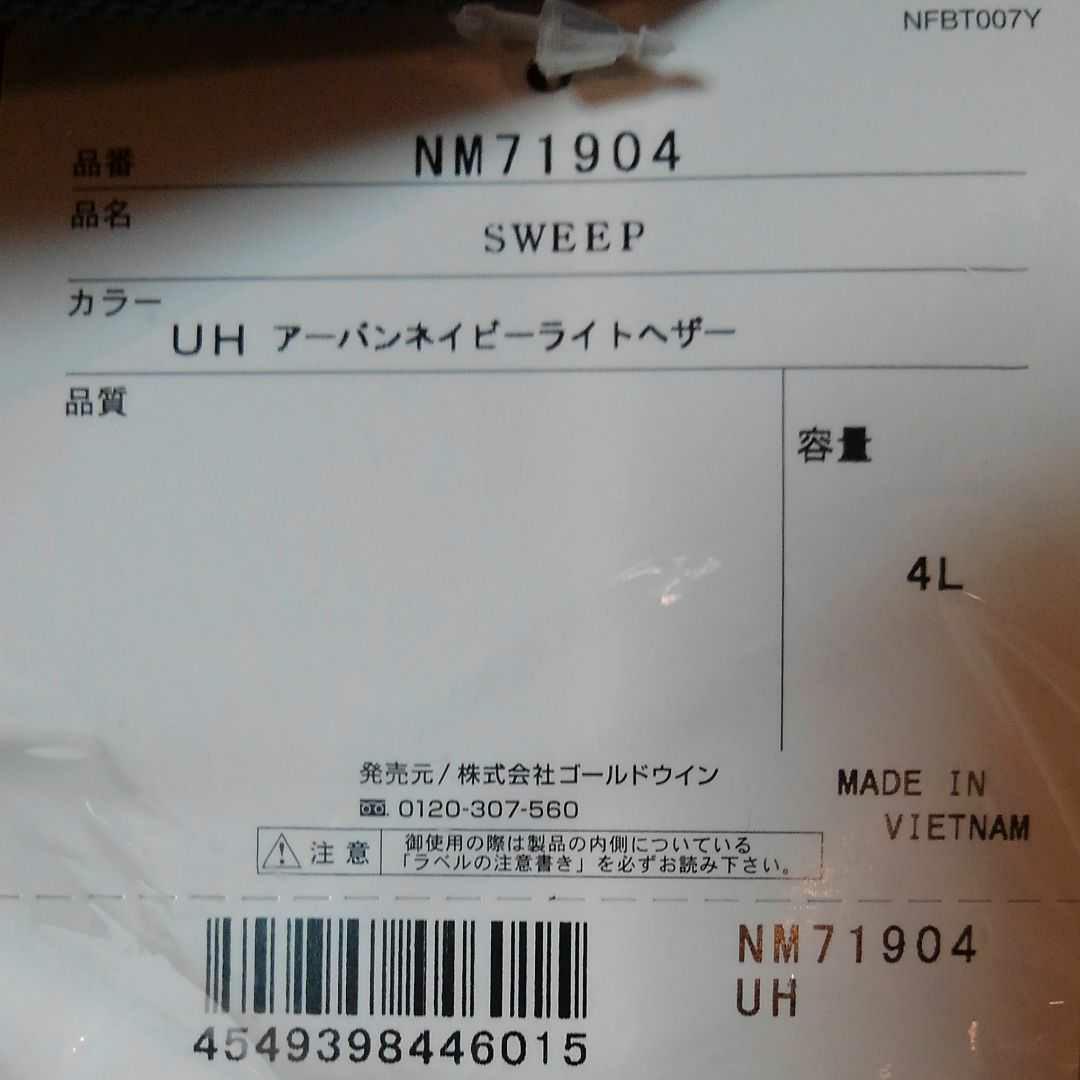 NFBT007Y
品番 NM71904
品名 SWEEP
カラー
UH アーバンネイビーライトヘザー
品質
容量
4L
発売元/株式会社ゴールドウイン
0120-307-560
MADE IN
VIETNAM
注意
御使用の際は製品の内側についている
「ラベルの注意書き」を必ずお読み下さい。
NM71904
UH
4549398446015